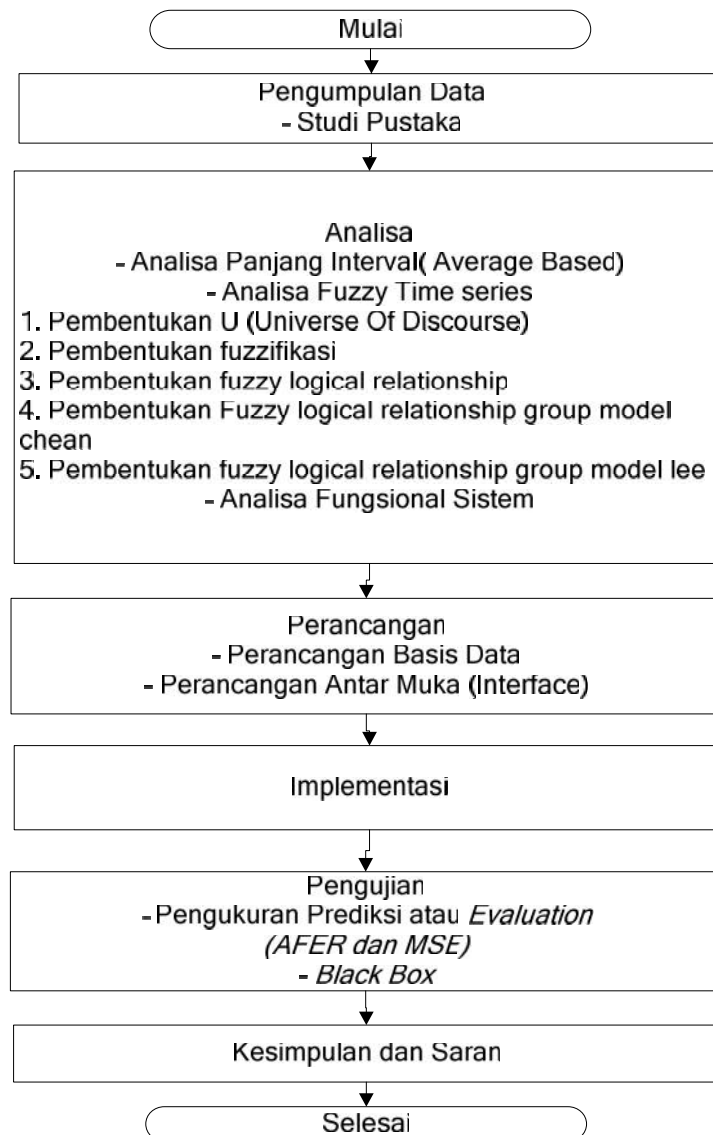 Mulai
Pengumpulan Data
- Studi Pustaka
Analisa
- Analisa Panjang Interval( Average Based)
- Analisa Fuzzy Time series
1. Pembentukan U (Universe Of Discourse)
2. Pembentukan fuzzifikasi
3. Pembentukan fuzzy logical relationship
4. Pembentukan Fuzzy logical relationship group model
chean
5. Pembentukan fuzzy logical relationship group model lee
- Analisa Fungsional Sistem
Perancangan
- Perancangan Basis Data
- Perancangan Antar Muka (Interface)
Implementasi
Pengujian
- Pengukuran Prediksi atau Evaluation
(AFER dan MSE)
- Black Box
Kesimpulan dan Saran
Selesai